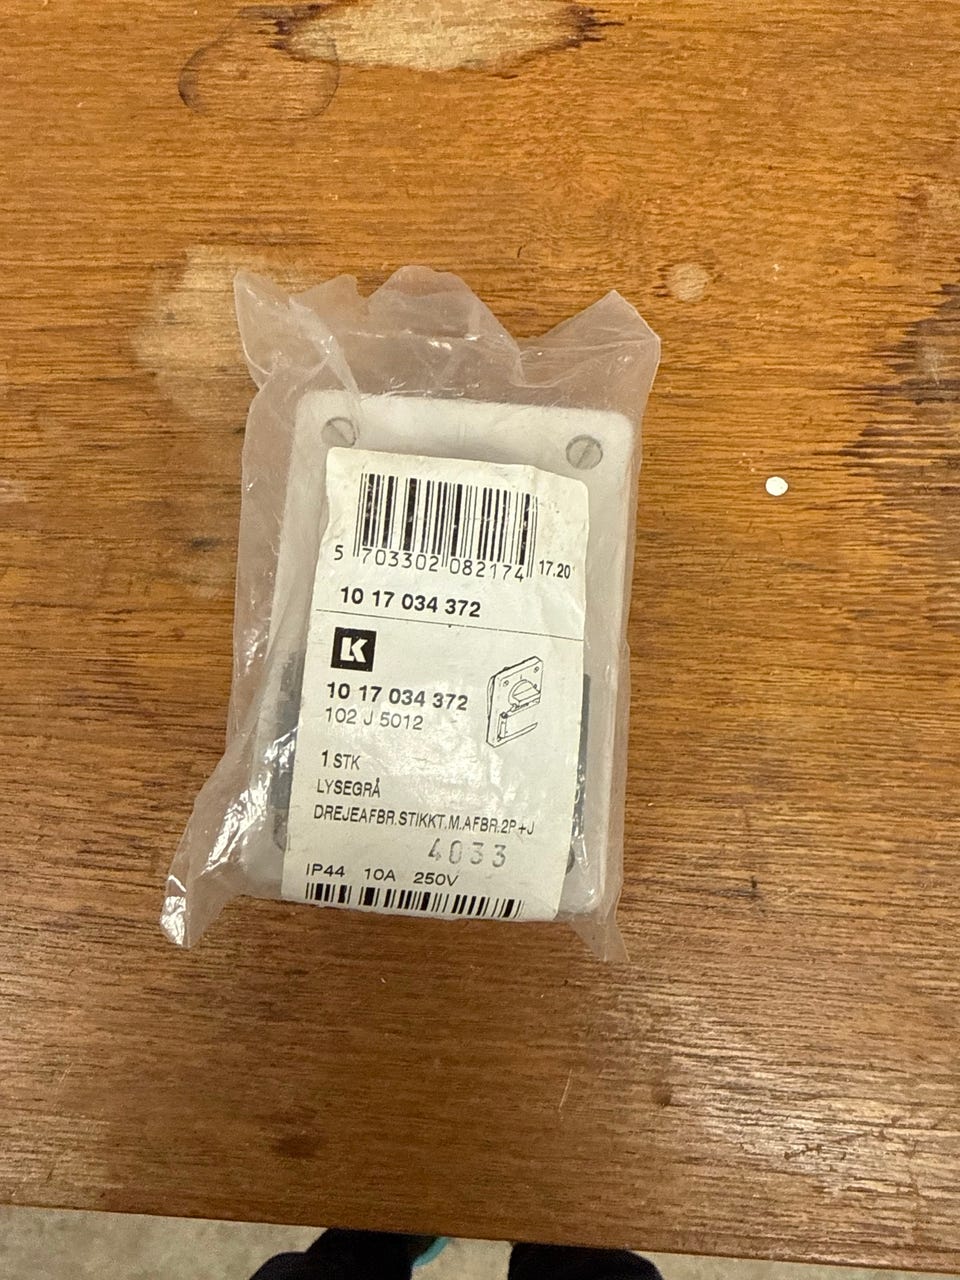 5 703302 082174 17.20
10 17 034 372
LK
10 17 034 372
102 J 5012
1 STK
LYSEGRÅ
DREJEAFBR.STIKKT.M.AFBR.2P+J
4033
IP44 10A 250V